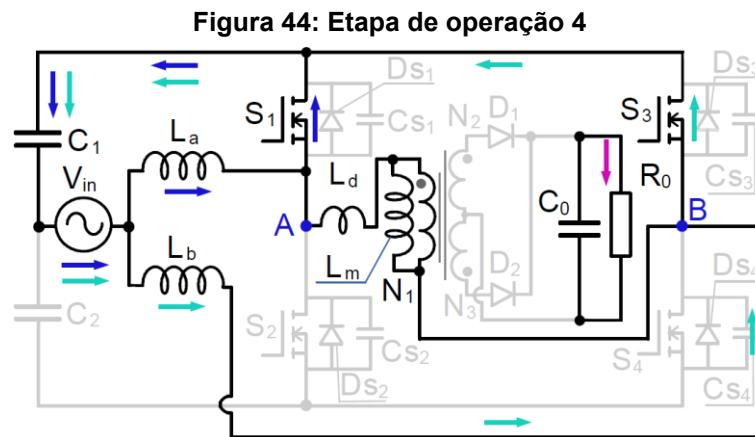 Figura 44: Etapa de operação 4
Ds1
Ds3
S1
Cs1
N2
D1
S3
C1
La
Cs3
Vin
Ld
R0
A
C0
B
Lb
Lm
N1
D2
Ds4
C2
S2
N3
Cs2
S4
Ds2
Cs4